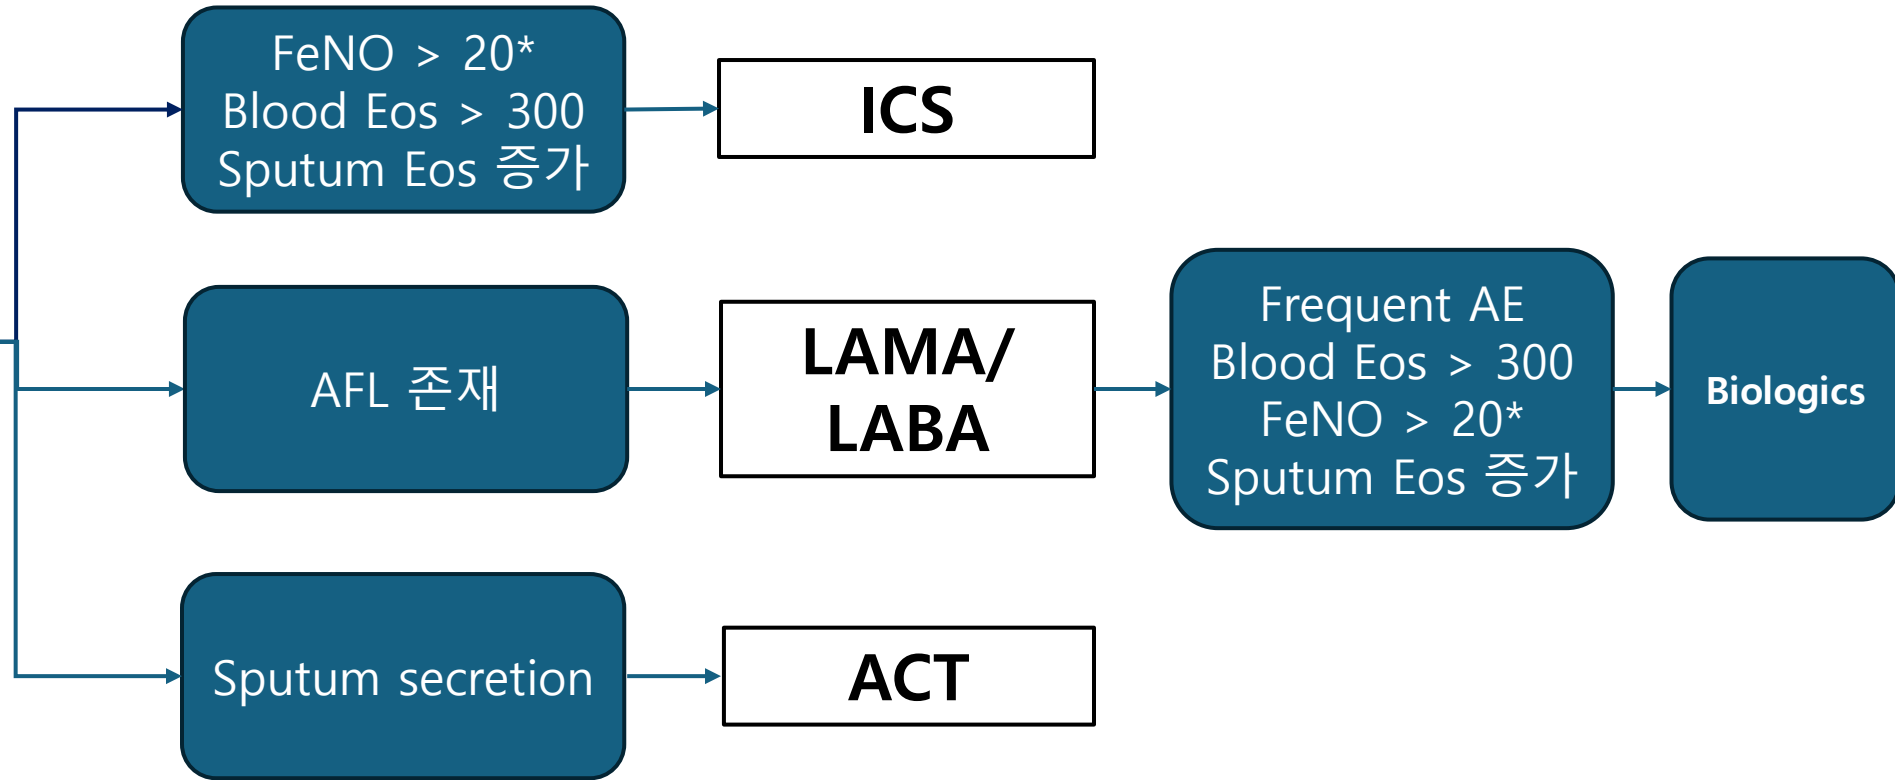 FeNO > 20*
Blood Eos > 300
Sputum Eos 증가
ICS
AFL 존재
LAMA/
LABA
Frequent AE
Blood Eos > 300
FeNO > 20*
Sputum Eos 증가
Biologics
Sputum secretion
ACT